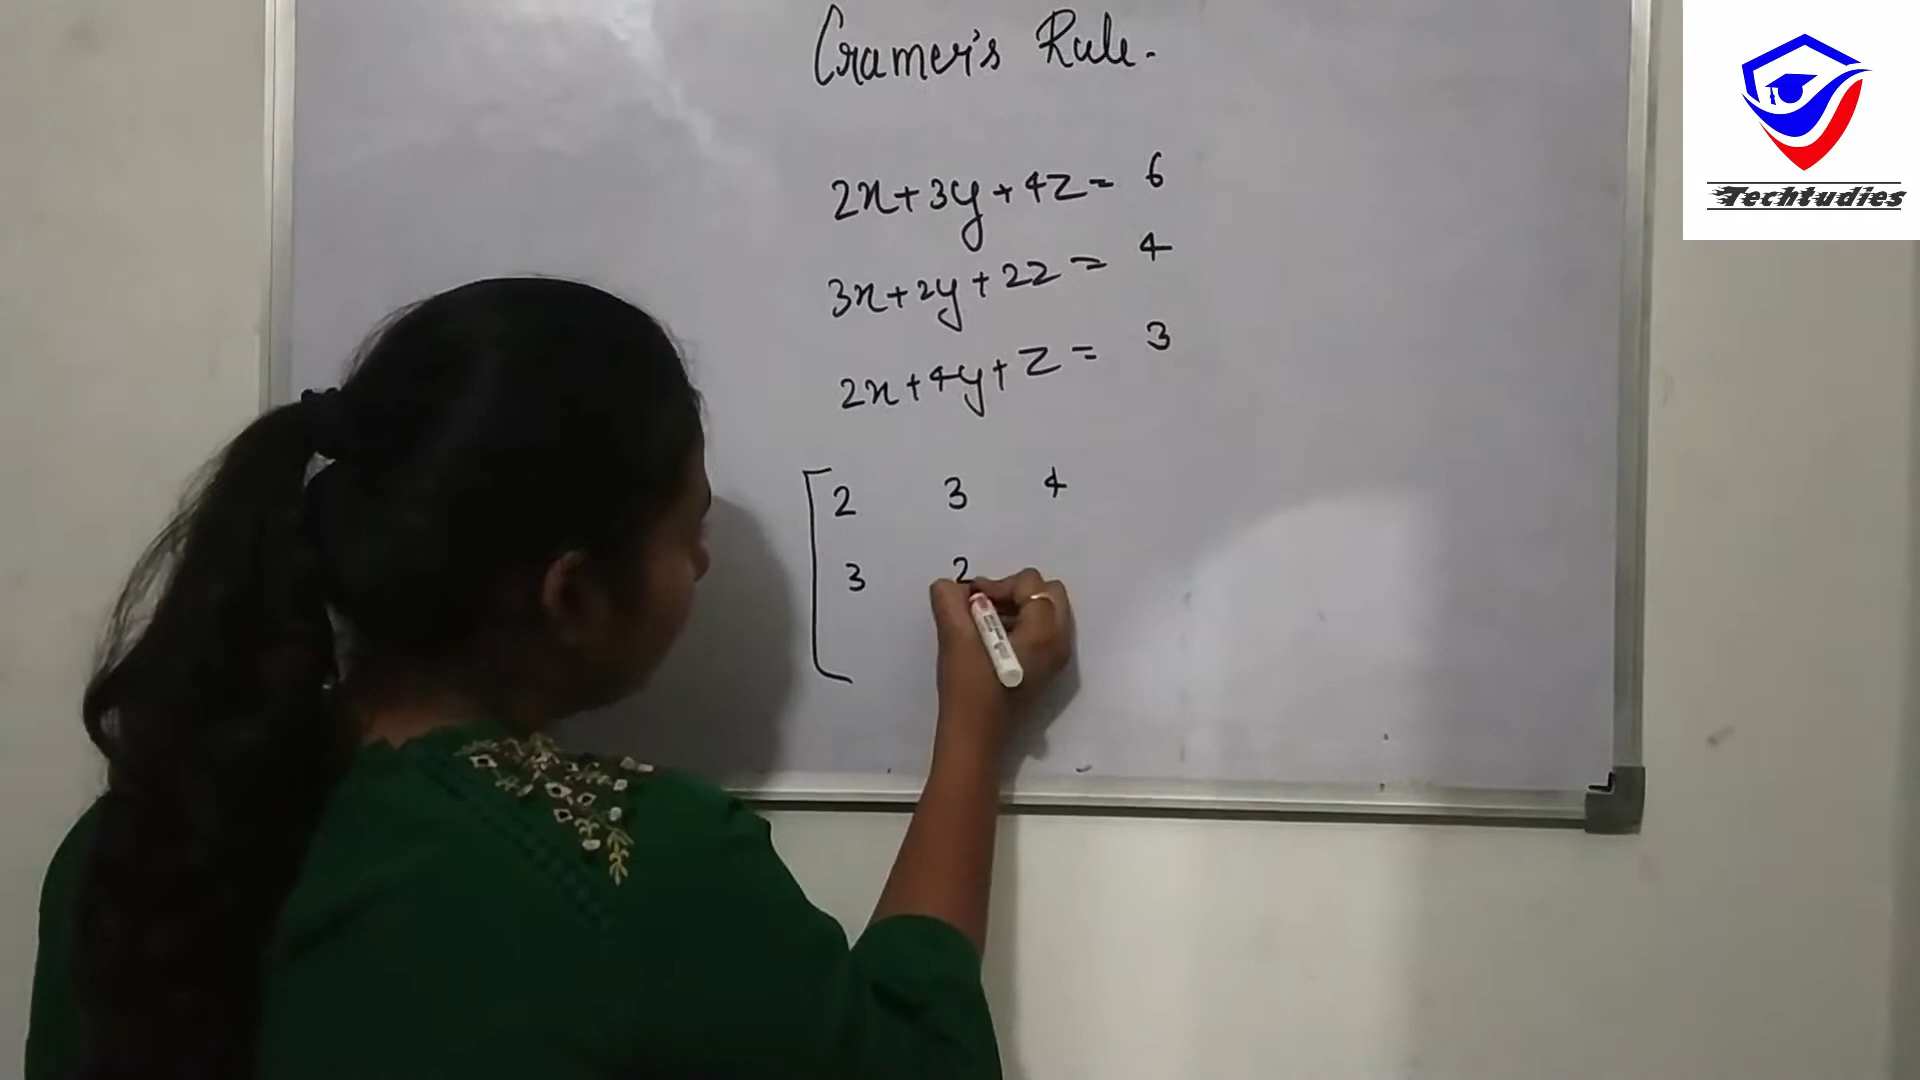 Cramer's Rule.
2x+3y+4z= 6
3x+2y+2z= 4
2x+4y+z= 3
2 3 4
3 2
Techtudies